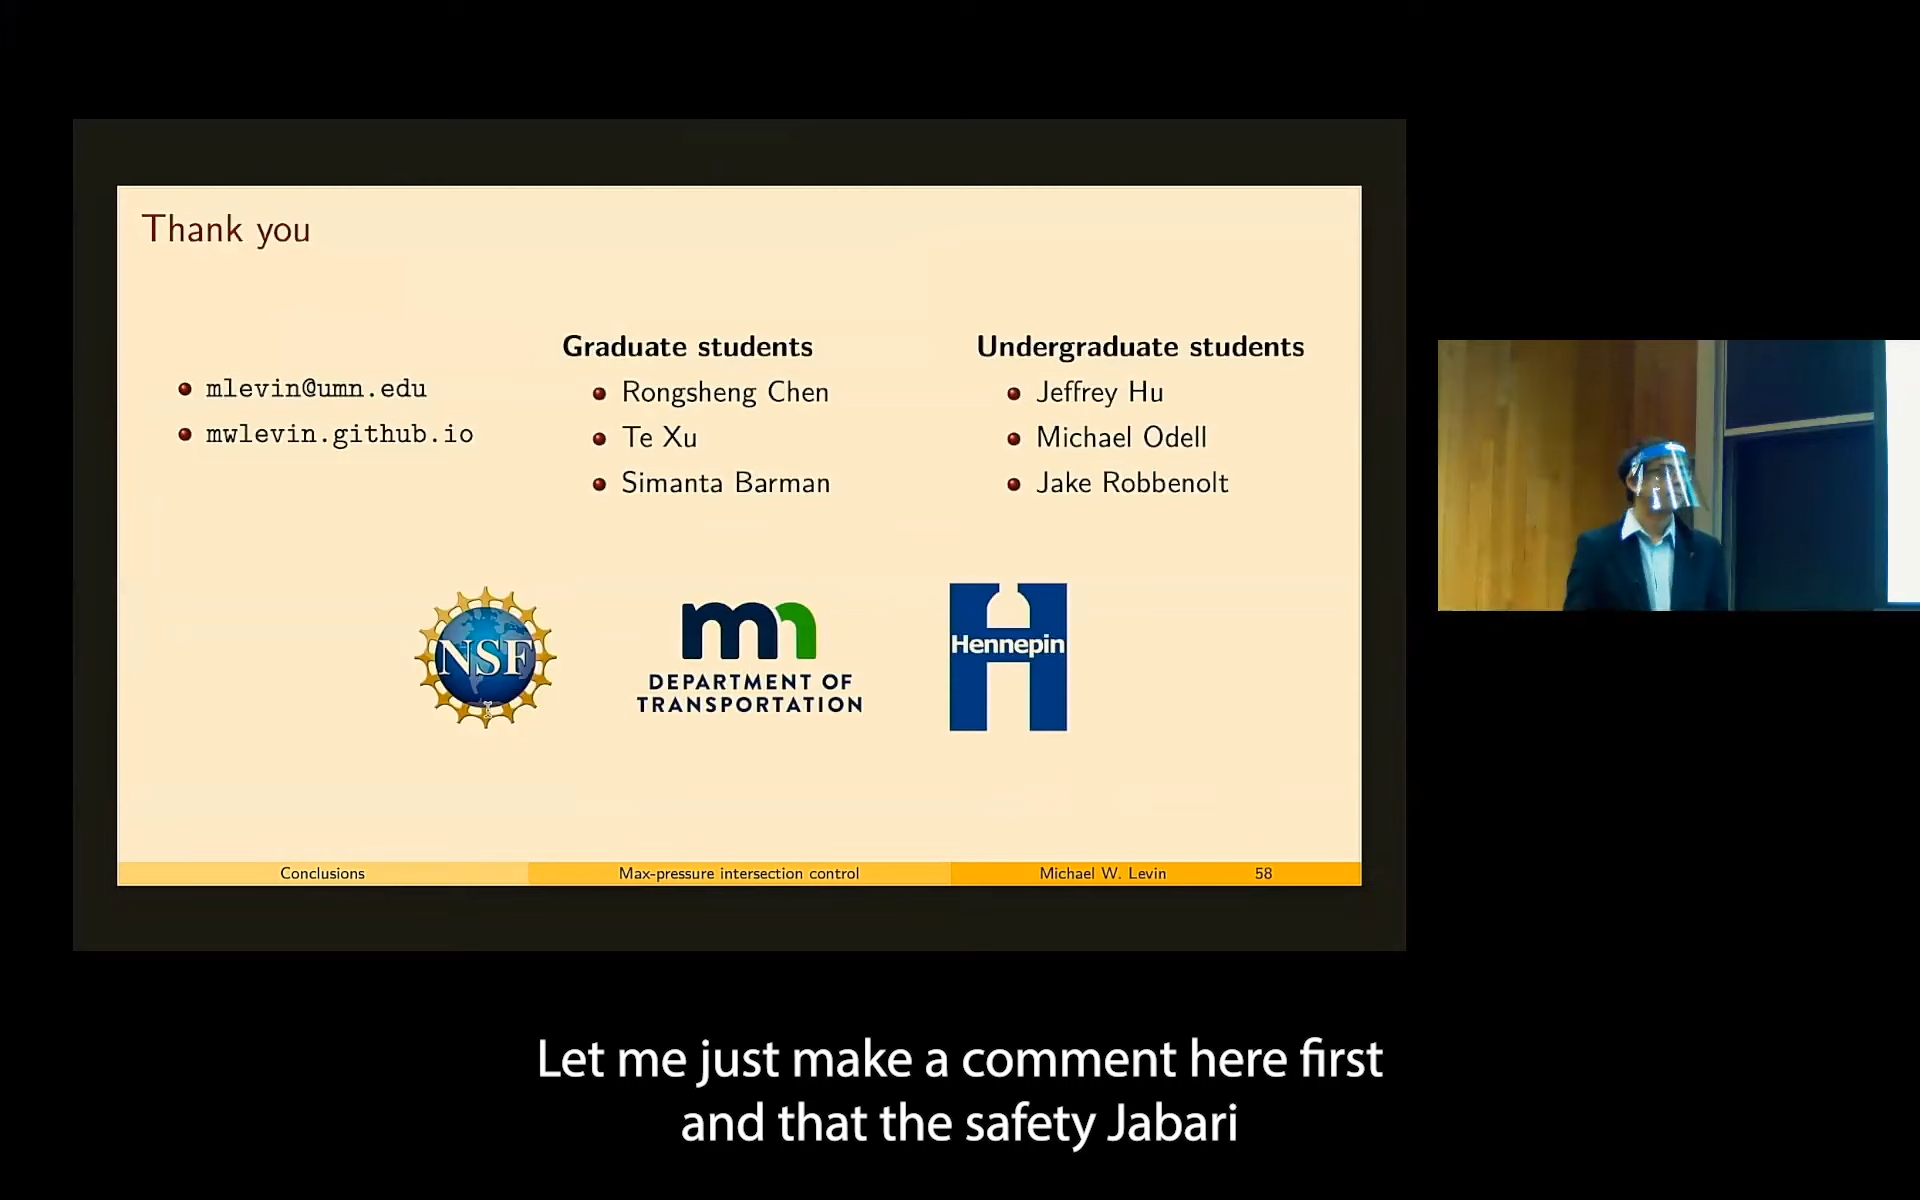 Thank you
mlevin@umn.edu
mwlevin.github.io
Graduate students
Rongsheng Chen
Te Xu
Simanta Barman
Undergraduate students
Jeffrey Hu
Michael Odell
Jake Robbenolt
NSF
mn
DEPARTMENT OF
TRANSPORTATION
Hennepin
Conclusions
Max-pressure intersection control
Michael W. Levin
58
Let me just make a comment here first
and that the safety Jabari